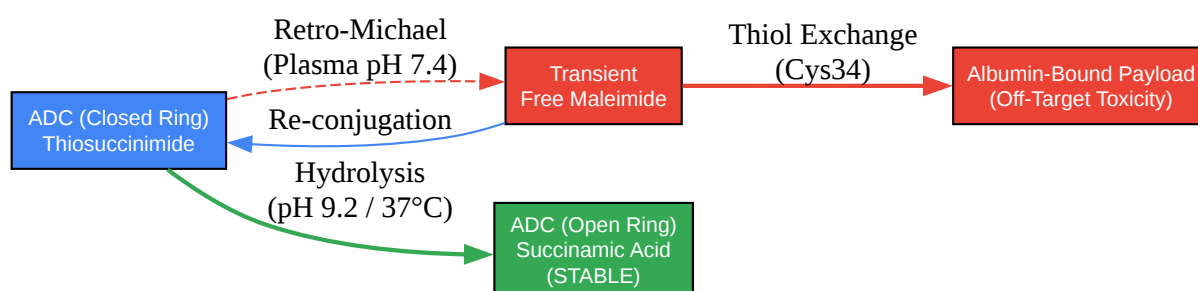 Retro-Michael
(Plasma pH 7.4)
Thiol Exchange
(Cys34)
Transient
Free Maleimide
Albumin-Bound Payload
(Off-Target Toxicity)
ADC (Closed Ring)
Thiosuccinimide
Re-conjugation
Hydrolysis
(pH 9.2 / 37°C)
ADC (Open Ring)
Succinamic Acid
(STABLE)